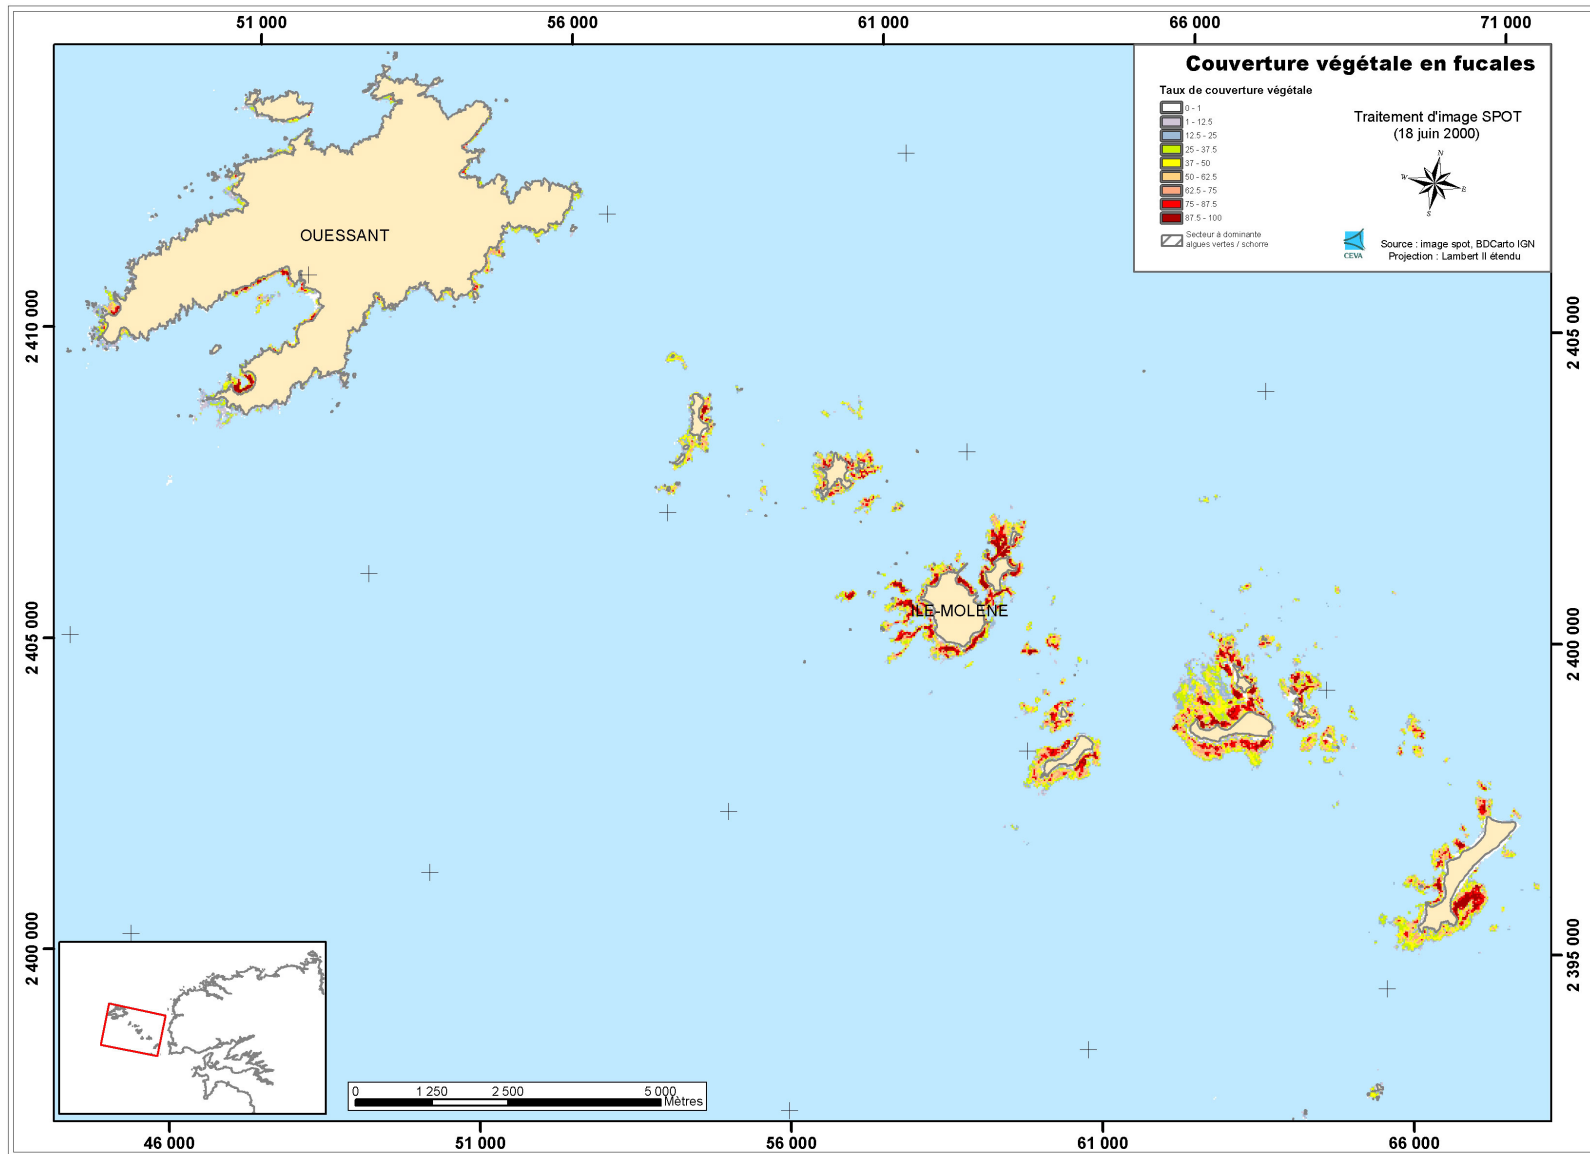 51 000
56 000
61 000
66 000
71 000
Couverture végétale en fucales
Taux de couverture végétale
0 - 1
1 - 12.5
12.5 - 25
25 - 37.5
37 - 50
50 - 62.5
62.5 - 75
75 - 87.5
87.5 - 100
Secteur à dominante
algues vertes / schorre
Traitement d'image SPOT
(18 juin 2000)
N
W
E
S
CEVA
Source : image spot, BDCarto IGN
Projection : Lambert II étendu
OUESSANT
ILE-MOLENE
2 410 000
2 405 000
2 400 000
2 405 000
2 400 000
2 395 000
0
1 250
2 500
5 000
Mètres
46 000
51 000
56 000
61 000
66 000